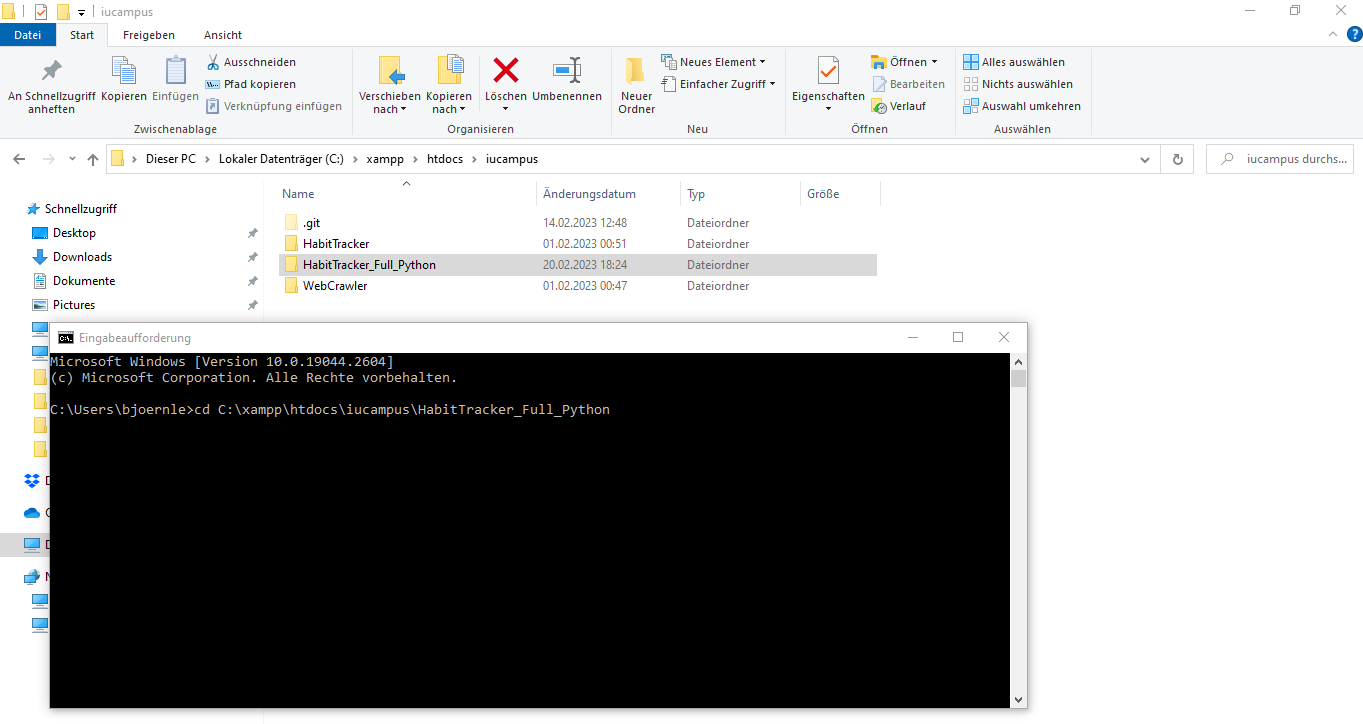 iucampus
Datei Start Freigeben Ansicht
An Schnellzugriff anheften
Kopieren
Einfügen
Ausschneiden
Pfad kopieren
Verknüpfung einfügen
Zwischenablage
Verschieben nach
Kopieren nach
Löschen
Umbenennen
Organisieren
Neuer Ordner
Neues Element
Einfacher Zugriff
Neu
Eigenschaften
Öffnen
Bearbeiten
Verlauf
Öffnen
Alles auswählen
Nichts auswählen
Auswahl umkehren
Auswählen
Dieser PC > Lokaler Datenträger (C:) > xampp > htdocs > iucampus
iucampus durchs...
Schnellzugriff
Desktop
Downloads
Dokumente
Pictures
Name Änderungsdatum Typ Größe
.git 14.02.2023 12:48 Dateiordner
HabitTracker 01.02.2023 00:51 Dateiordner
HabitTracker_Full_Python 20.02.2023 18:24 Dateiordner
WebCrawler 01.02.2023 00:47 Dateiordner
Eingabeaufforderung
Microsoft Windows [Version 10.0.19044.2604]
(c) Microsoft Corporation. Alle Rechte vorbehalten.
C:\Users\bjoernle>cd C:\xampp\htdocs\iucampus\HabitTracker_Full_Python